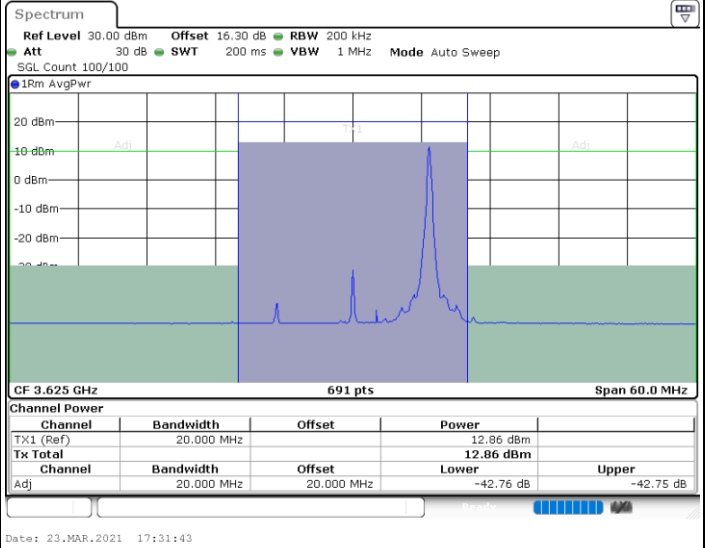 Spectrum
Ref Level 30.00 dBm Offset 16.30 dB RBW 200 kHz
Att 30 dB SWT 200 ms VBW 1 MHz Mode Auto Sweep
SGL Count 100/100
1Rm AvgPwr
20 dBm
TX1
Adj
Adj
10 dBm
0 dBm
-10 dBm
-20 dBm
-30 dBm
CF 3.625 GHz 691 pts Span 60.0 MHz
Channel Power
Channel Bandwidth Offset Power
TX1 (Ref) 20.000 MHz 12.86 dBm
Tx Total 12.86 dBm
Channel Bandwidth Offset Lower Upper
Adj 20.000 MHz 20.000 MHz -42.76 dB -42.75 dB
Ready
Date: 23.MAR.2021 17:31:43